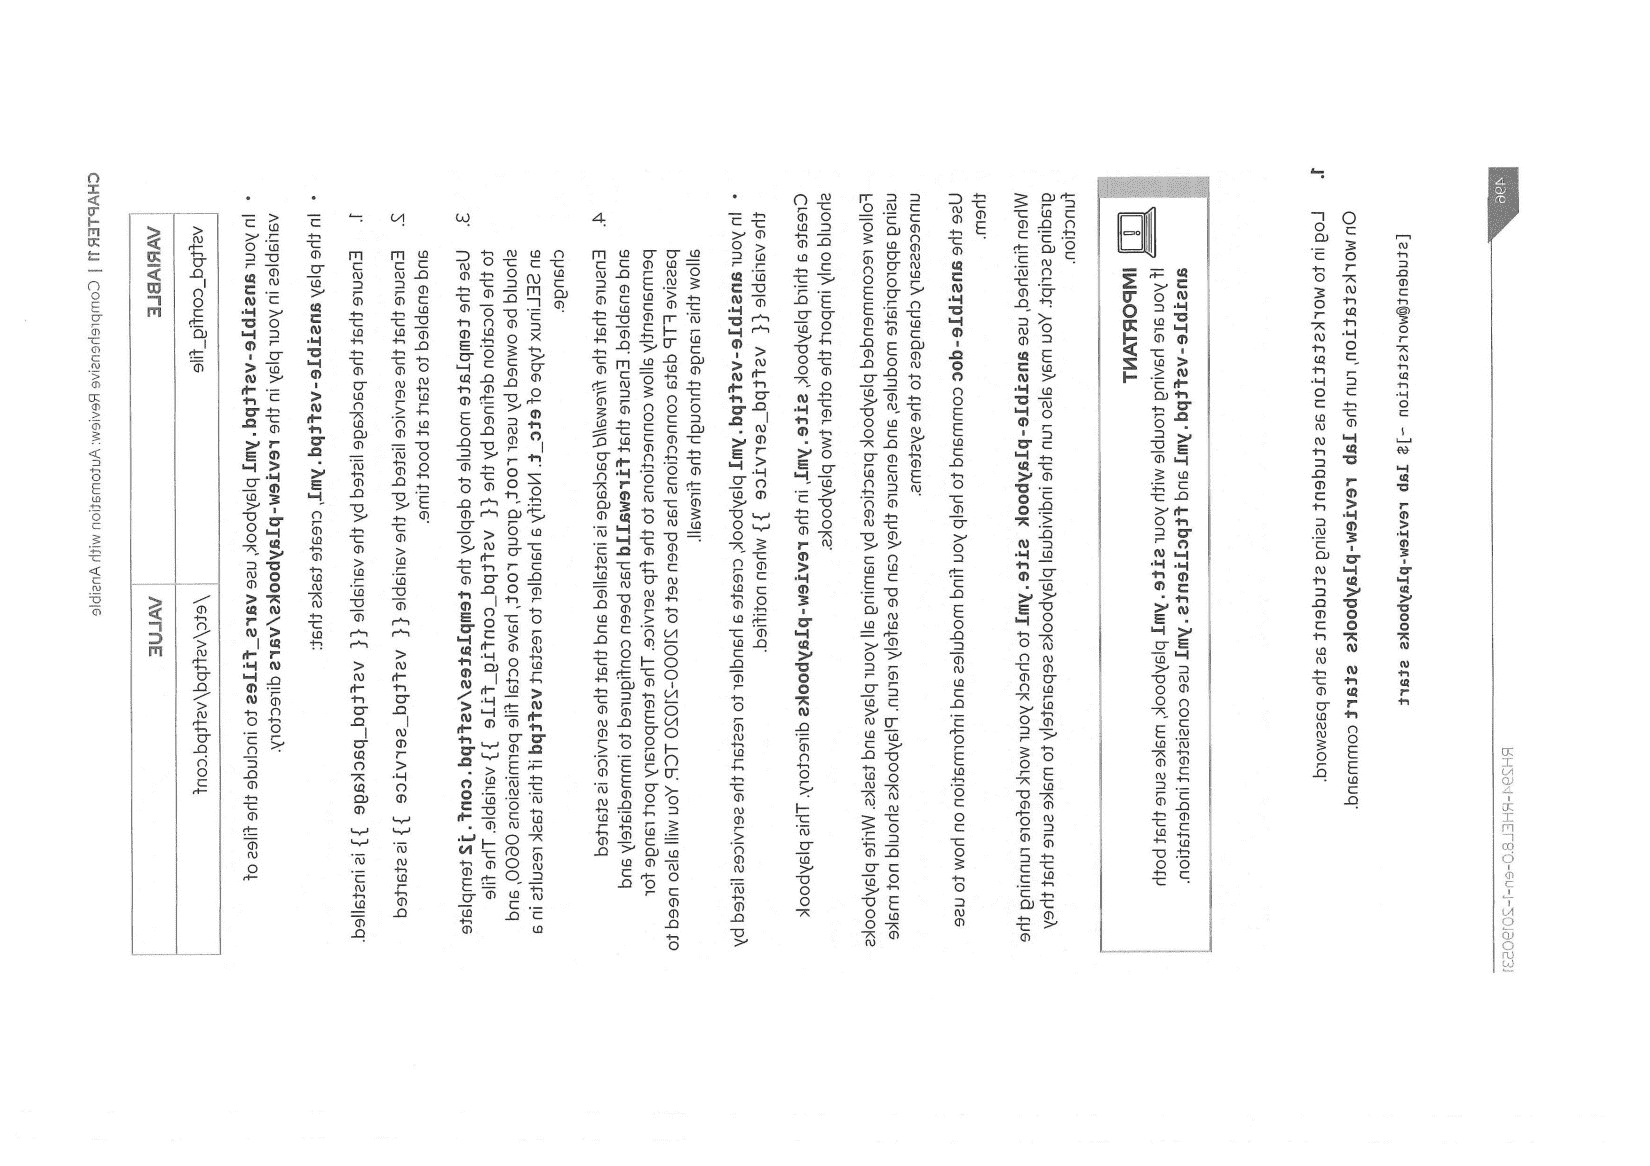 CHAPTER 11 | Comprehensive Review: Automation with Ansible
VARIABLE VALUE
vsftpd_config_file /etc/vsftpd/vsftpd.conf
• In your ansible-vsftpd.yml playbook, use vars_files to include the files of
variables in your play in the review-playbooks/vars directory.
• In the play ansible-vsftpd.yml, create tasks that:
1. Ensure that the package listed by the variable {{ vsftpd_package }} is installed.
2. Ensure that the service listed by the variable {{ vsftpd_service }} is started
and enabled to start at boot time.
3. Use the template module to deploy the templates/vsftpd.conf.j2 template
to the location defined by the {{ vsftpd_config_file }} variable. The file
should be owned by user root, group root, have octal file permissions 0600, and
an SELinux type of etc_t. Notify a handler to restart vsftpd if this task results in a
change.
4. Ensure that the firewalld package is installed and that the service is started
and enabled. Ensure that firewalld has been configured to immediately and
permanently allow connections to the ftp service. The temporary port range for
passive FTP data connections has been set to 21000-21020 TCP. You will also need to
allow this range through the firewall.
• In your ansible-vsftpd.yml playbook, create a handler to restart the services listed by
the variable {{ vsftpd_service }} when notified.
Create a third playbook, site.yml, in the review-playbooks directory. This playbook
should only import the other two playbooks.
Follow recommended playbook practices by naming all your plays and tasks. Write playbooks
using appropriate modules, and ensure they can be safely rerun. Playbooks should not make
unnecessary changes to the systems.
Use the ansible-doc command to help you find modules and information on how to use
them.
When finished, use ansible-playbook site.yml to check your work before running the
grading script. You may also run the individual playbooks separately to make sure that they
function.
IMPORTANT
If you are having trouble with your site.yml playbook, make sure that both
ansible-vsftpd.yml and ftpclients.yml use consistent indentation.
1. Log in to workstation as student using student as the password.
On workstation, run the lab review-playbooks start command.
[student@workstation ~]$ lab review-playbooks start
496 RH294-RHEL8.0-en-1-20190531